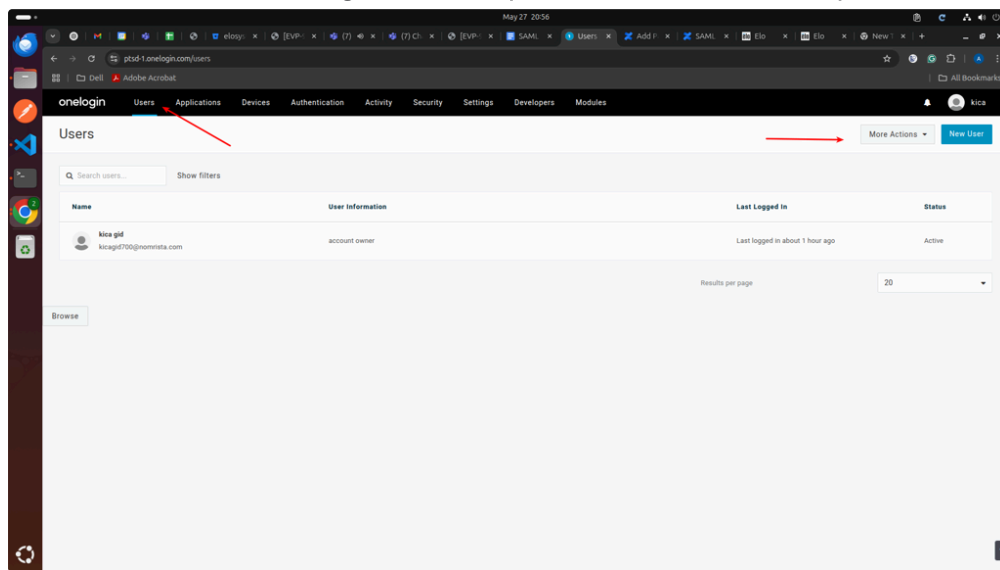 May 27 20:56
elosys
[EVP-
(7)
(7) Ch
[EVP-
SAML
Users
Add P
SAML
Elo
Elo
New T
ptsd-1.onelogin.com/users
Dell
Adobe Acrobat
All Bookmarks
onelogin Users Applications Devices Authentication Activity Security Settings Developers Modules kica
Users More Actions New User
Search users... Show filters
Name User Information Last Logged In Status
kica gid
kicagid700@nomrista.com account owner Last logged in about 1 hour ago Active
Results per page 20
Browse